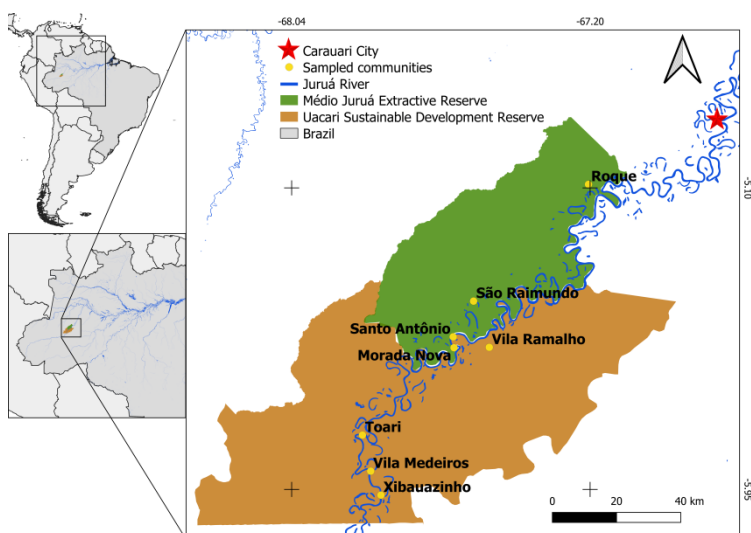 -68.04
-67.20
Carauari City
Sampled communities
Juruá River
Médio Juruá Extractive Reserve
Uacari Sustainable Development Reserve
Brazil
-5.10
Roque
São Raimundo
Santo Antônio
Vila Ramalho
Morada Nova
Toari
Vila Medeiros
Xibauazinho
-5.95
0 20 40 km